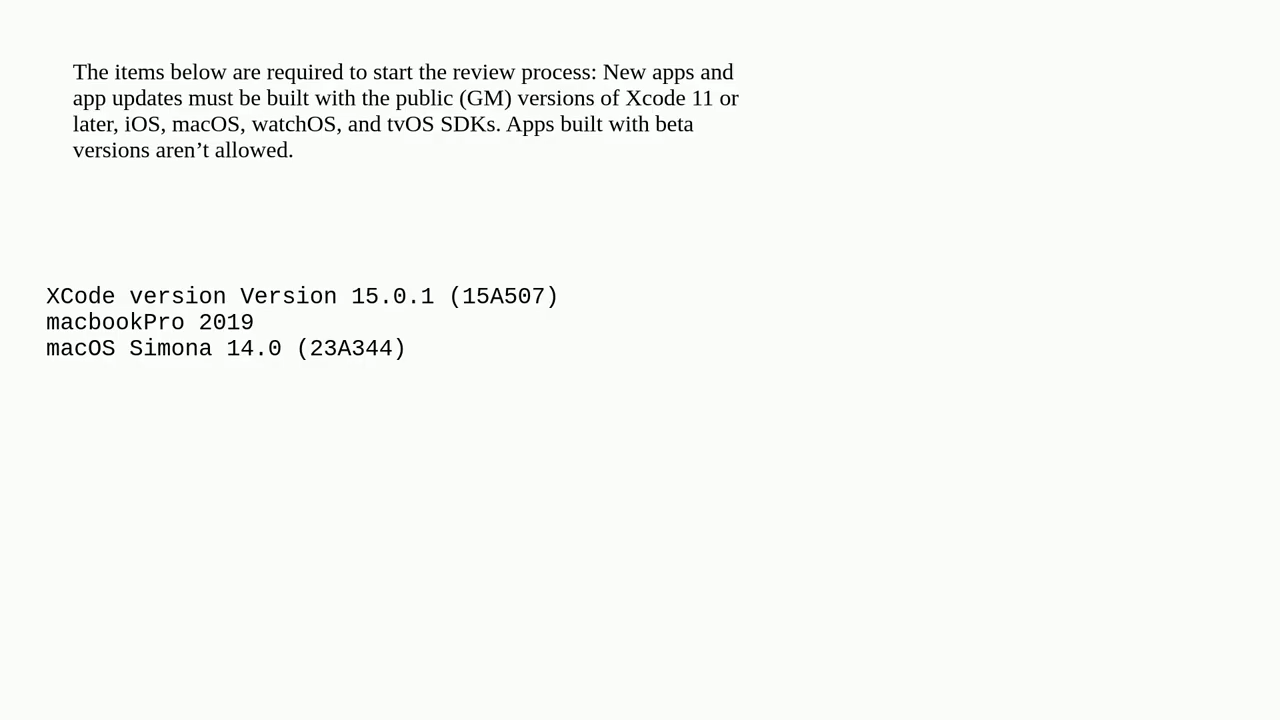 The items below are required to start the review process: New apps and
app updates must be built with the public (GM) versions of Xcode 11 or
later, iOS, macOS, watchOS, and tvOS SDKs. Apps built with beta
versions aren’t allowed.
XCode version Version 15.0.1 (15A507)
macbookPro 2019
macOS Simona 14.0 (23A344)